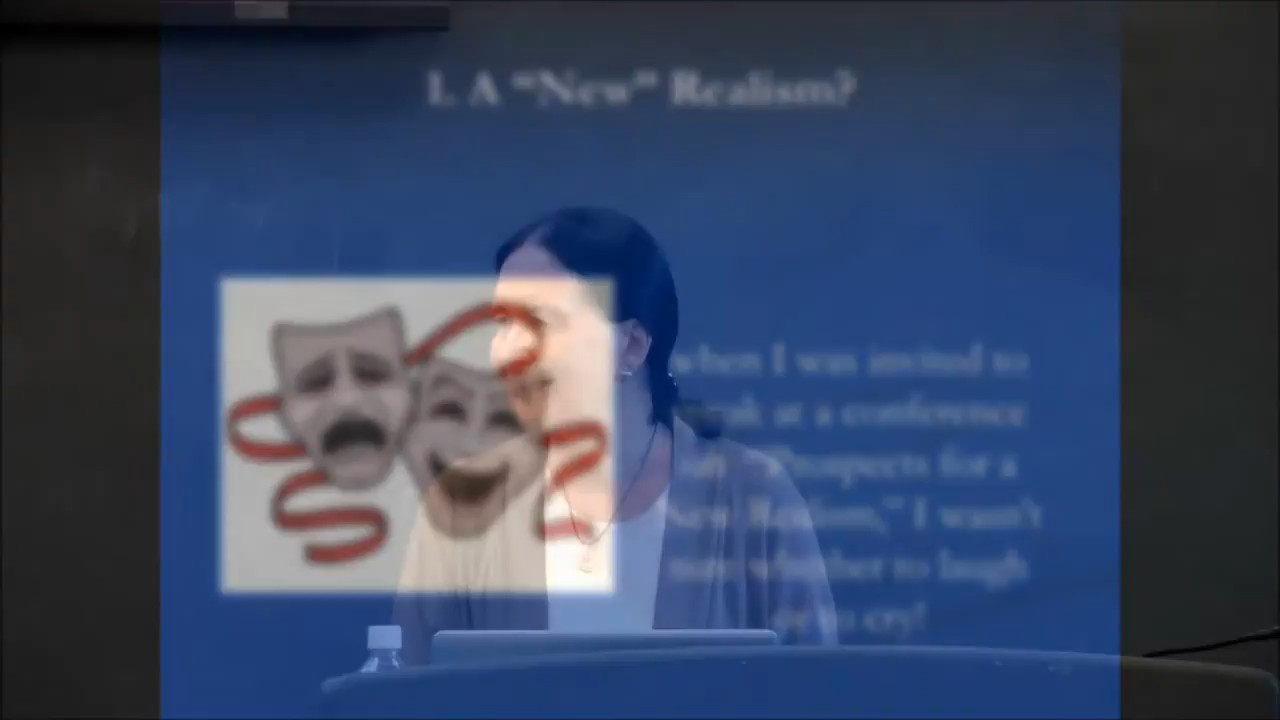 I. A “New” Realism?
when I was invited to
speak at a conference
on “Prospects for a
New Realism,” I wasn't
sure whether to laugh
or to cry!